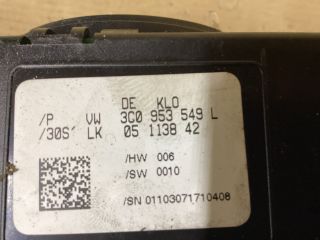 DE KLO
/P VW 3C0 953 549 L
/30S* LK 05 1138 42
/HW 006
/SW 0010
/SN 01103071710408